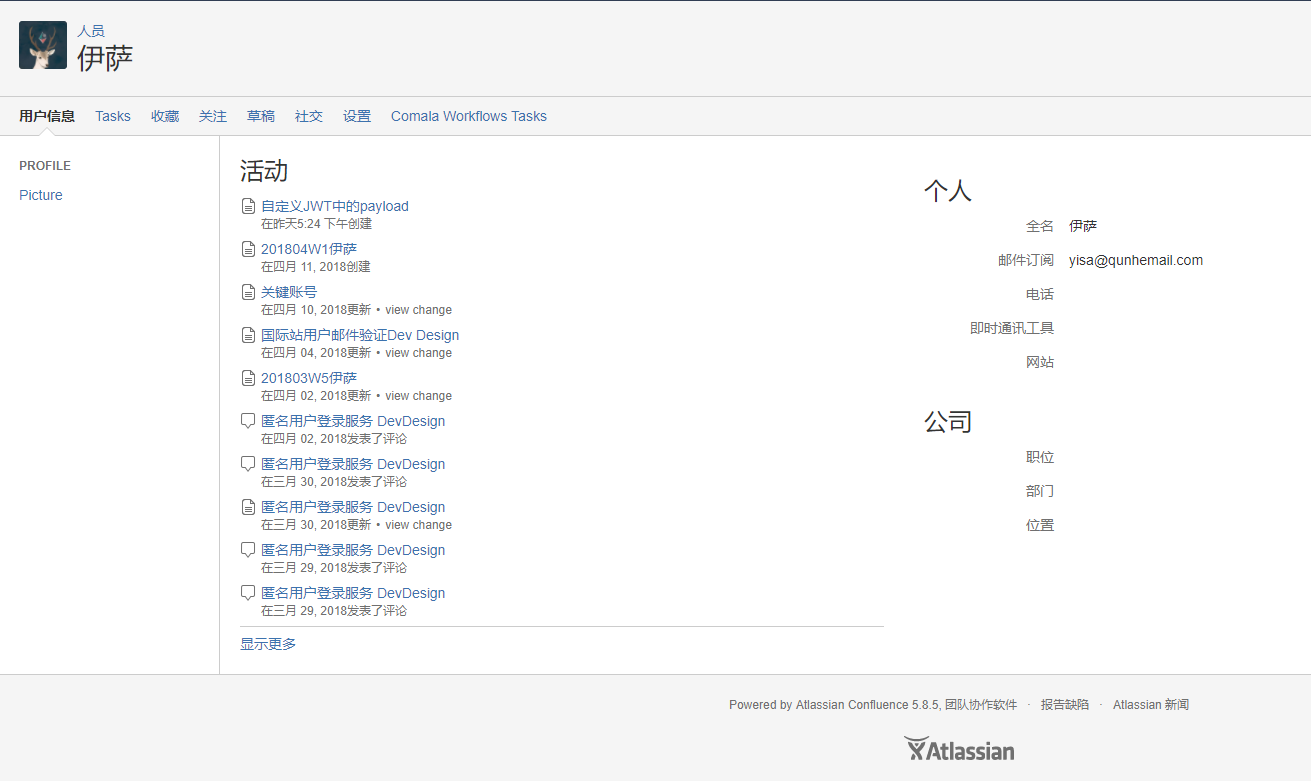 人员
伊萨
用户信息 Tasks 收藏 关注 草稿 社交 设置 Comala Workflows Tasks
PROFILE
Picture
活动
自定义JWT中的payload
在昨天5:24 下午创建
201804W1伊萨
在四月 11, 2018创建
关键账号
在四月 10, 2018更新 • view change
国际站用户邮件验证Dev Design
在四月 04, 2018更新 • view change
201803W5伊萨
在四月 02, 2018更新 • view change
匿名用户登录服务 DevDesign
在四月 02, 2018发表了评论
匿名用户登录服务 DevDesign
在三月 30, 2018发表了评论
匿名用户登录服务 DevDesign
在三月 30, 2018更新 • view change
匿名用户登录服务 DevDesign
在三月 29, 2018发表了评论
匿名用户登录服务 DevDesign
在三月 29, 2018发表了评论
显示更多
个人
全名 伊萨
邮件订阅 yisa@qunhemail.com
电话
即时通讯工具
网站
公司
职位
部门
位置
Powered by Atlassian Confluence 5.8.5, 团队协作软件 · 报告缺陷 · Atlassian 新闻
Atlassian